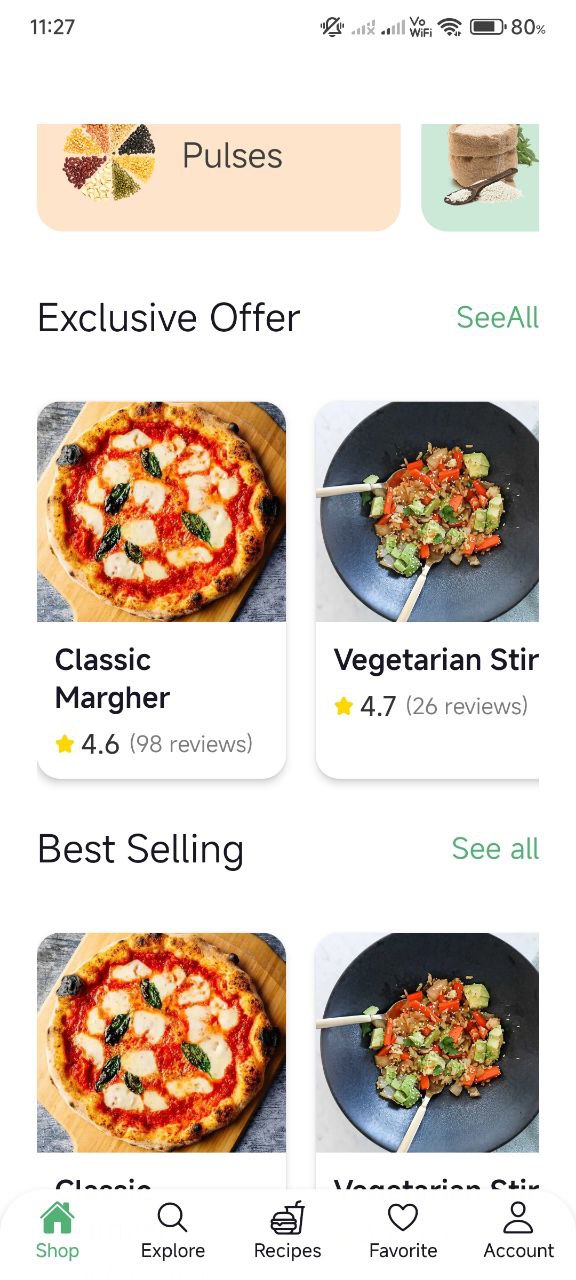 11:27
Vo
WiFi
80%
Pulses
Exclusive Offer
SeeAll
Classic
Margher
4.6 (98 reviews)
Vegetarian Stir
4.7 (26 reviews)
Best Selling
See all
Classic
Vegetarian Stir
Shop
Explore
Recipes
Favorite
Account